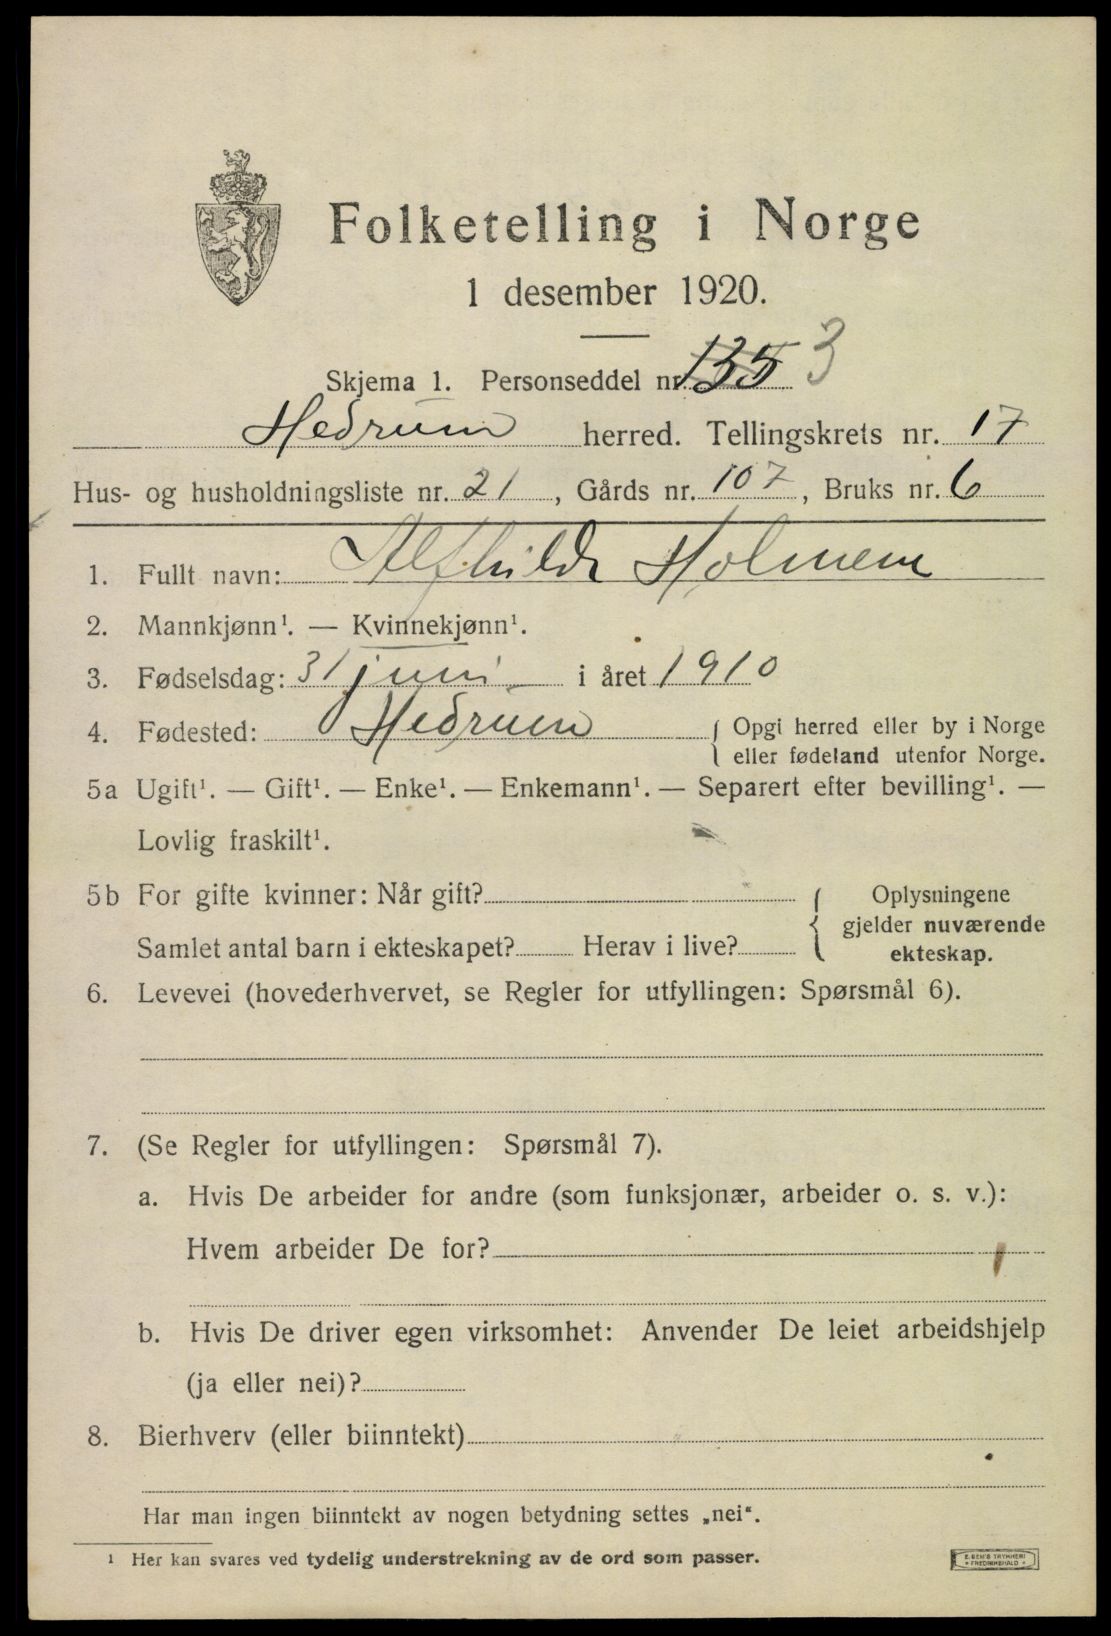 Folketelling i Norge
1 desember 1920.
Skjema 1. Personseddel nr. 135 3
Hedrum herred. Tellingskrets nr. 17
Hus- og husholdningsliste nr. 21, Gårds nr. 107, Bruks nr. 6
1. Fullt navn: Alfhilde Holmene
2. Mannkjønn¹. — Kvinnekjønn¹.
3. Fødselsdag: 31 juni i året 1910
4. Fødested: Hedrum { Opgi herred eller by i Norge
eller fødeland utenfor Norge.
5a Ugift¹. — Gift¹. — Enke¹. — Enkemann¹. — Separert efter bevilling¹. —
Lovlig fraskilt¹.
5b For gifte kvinner: Når gift?
Samlet antal barn i ekteskapet? Herav i live?
{ Oplysningene
gjelder nuværende
ekteskap.
6. Levevei (hovederhvervet, se Regler for utfyllingen: Spørsmål 6).
7. (Se Regler for utfyllingen: Spørsmål 7).
a. Hvis De arbeider for andre (som funksjonær, arbeider o. s. v.):
Hvem arbeider De for?
b. Hvis De driver egen virksomhet: Anvender De leiet arbeidshjelp
(ja eller nei)?
8. Bierhverv (eller biinntekt)
Har man ingen biinntekt av nogen betydning settes „nei“.
¹ Her kan svares ved tydelig understrekning av de ord som passer.
E. SEM'S TRYKKERI
• FREDRIKSHALD •